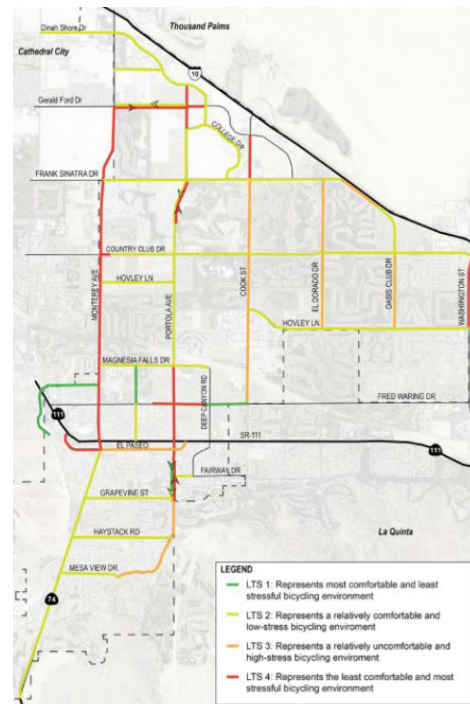 Thousand Palms
Dinah Shore Dr
Cathedral City
10
Gerald Ford Dr
COLLEGE DR
FRANK SINATRA DR
COUNTRY CLUB DR
MONTEREY AVE
PORTOLA AVE
COOK ST
EL DORADO DR
OASIS CLUB DR
WASHINGTON ST
HOVLEY LN
HOVLEY LN
MAGNESIA FALLS DR
DEEP CANYON RD
FRED WARING DR
111
SR-111
EL PASEO
111
FAIRWAY DR
GRAPEVINE ST
HAYSTACK RD
La Quinta
MESA VIEW DR
74
LEGEND
LTS 1: Represents most comfortable and least
stressful bicycling environment
LTS 2: Represents a relatively comfortable and
low-stress bicycling enviroment
LTS 3: Represents a relatively uncomfortable and
high-stress bicycling enviroment
LTS 4: Represents the least comfortable and most
stressful bicycling environment